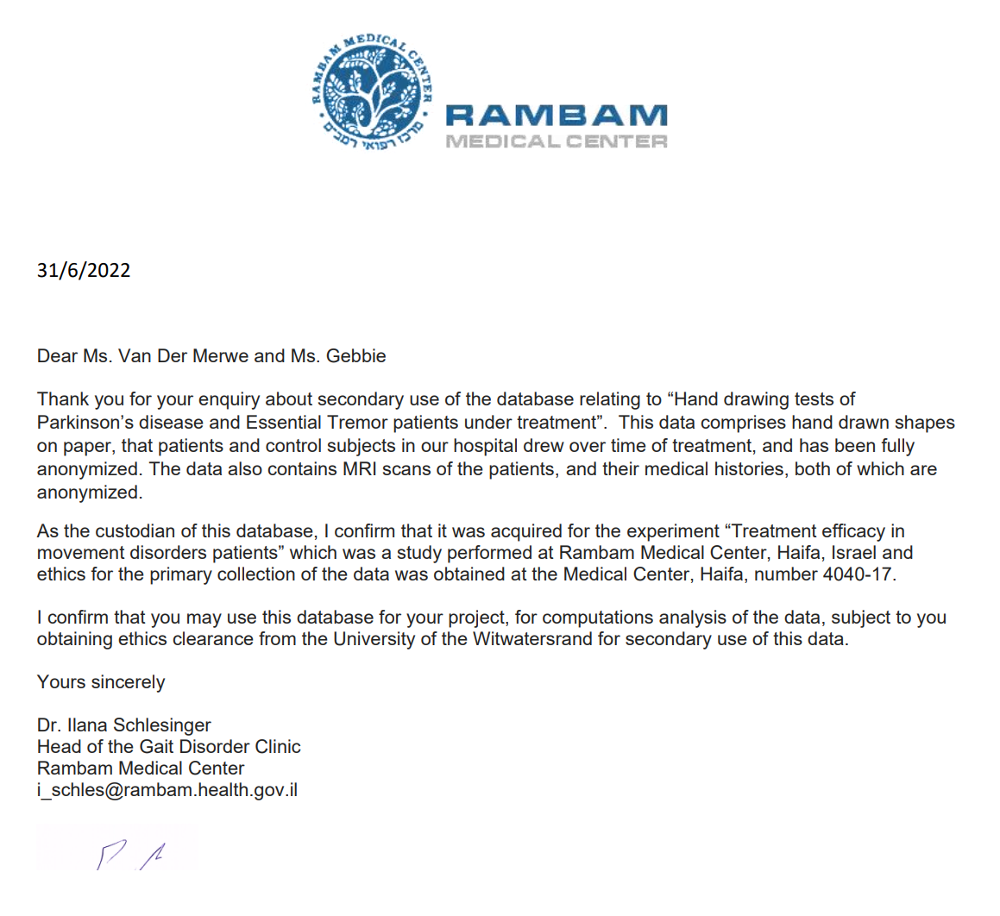 RAMBAM MEDICAL CENTER
מרכז רפואי רמב"ם
RAMBAM
MEDICAL CENTER
31/6/2022
Dear Ms. Van Der Merwe and Ms. Gebbie
Thank you for your enquiry about secondary use of the database relating to “Hand drawing tests of
Parkinson’s disease and Essential Tremor patients under treatment”.  This data comprises hand drawn shapes
on paper, that patients and control subjects in our hospital drew over time of treatment, and has been fully
anonymized. The data also contains MRI scans of the patients, and their medical histories, both of which are
anonymized.
As the custodian of this database, I confirm that it was acquired for the experiment “Treatment efficacy in
movement disorders patients” which was a study performed at Rambam Medical Center, Haifa, Israel and
ethics for the primary collection of the data was obtained at the Medical Center, Haifa, number 4040-17.
I confirm that you may use this database for your project, for computations analysis of the data, subject to you
obtaining ethics clearance from the University of the Witwatersrand for secondary use of this data.
Yours sincerely
Dr. Ilana Schlesinger
Head of the Gait Disorder Clinic
Rambam Medical Center
i_schles@rambam.health.gov.il